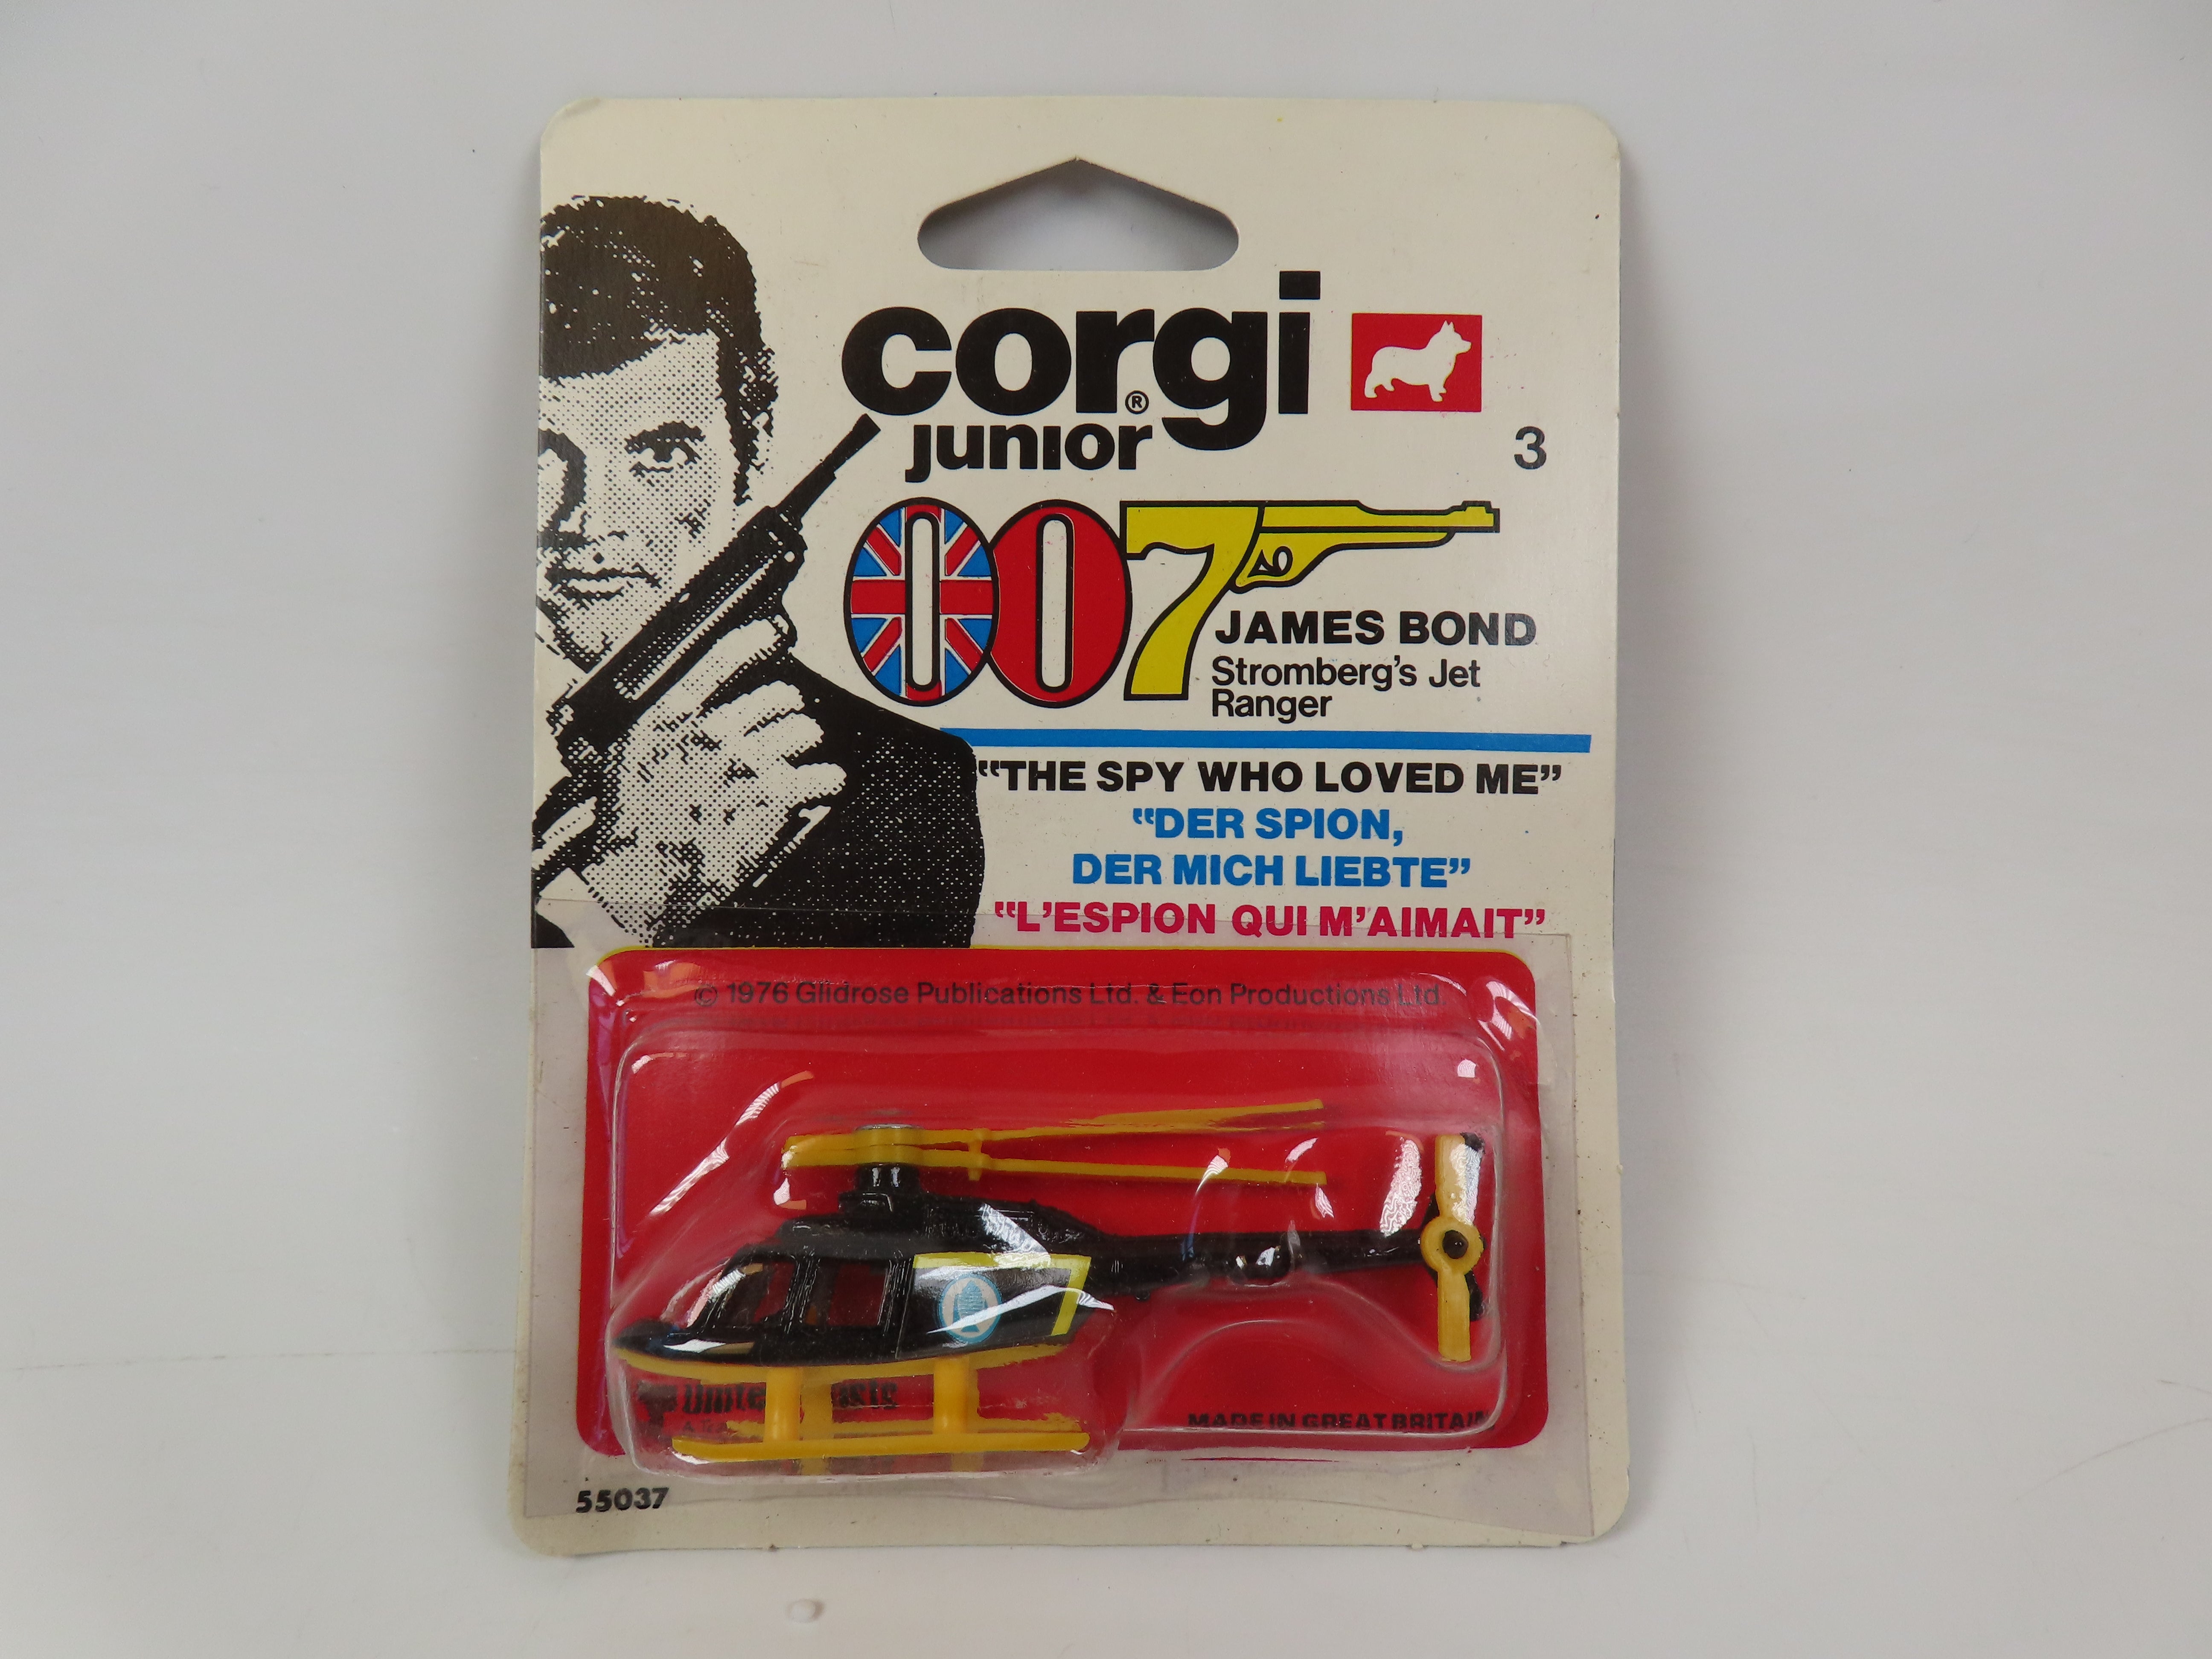 corgi®
junior
3
007
JAMES BOND
Stromberg's Jet
Ranger
"THE SPY WHO LOVED ME"
"DER SPION,
DER MICH LIEBTE"
"L'ESPION QUI M'AIMAIT"
© 1976 Glidrose Publications Ltd. & Eon Productions Ltd
MADE IN GREAT BRITAIN
55037